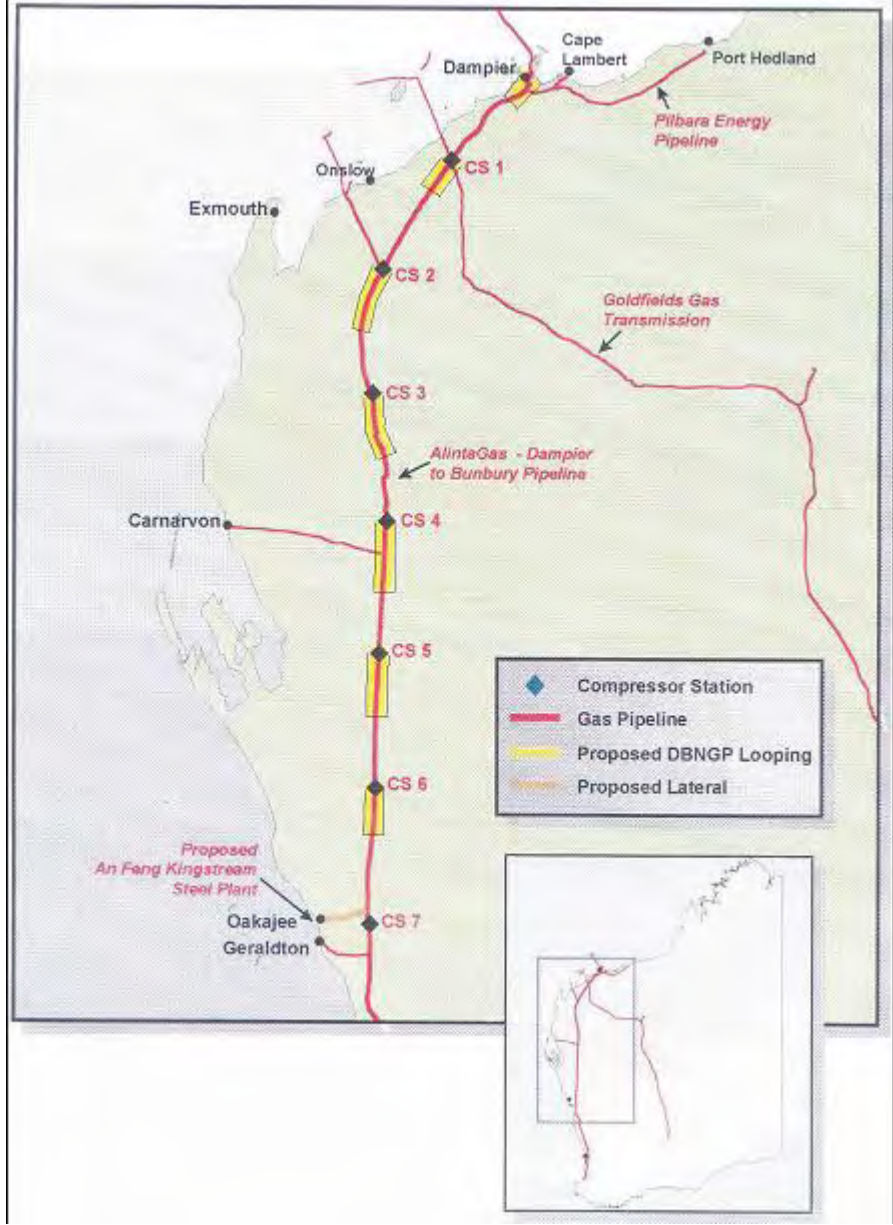 Cape
Lambert
Dampier
Port Hedland
Pilbara Energy
Pipeline
CS 1
Onslow
Exmouth
CS 2
Goldfields Gas
Transmission
CS 3
AlintaGas - Dampier
to Bunbury Pipeline
Carnarvon
CS 4
CS 5
Compressor Station
Gas Pipeline
Proposed DBNGP Looping
Proposed Lateral
CS 6
Proposed
An Feng Kingstream
Steel Plant
Oakajee
CS 7
Geraldton